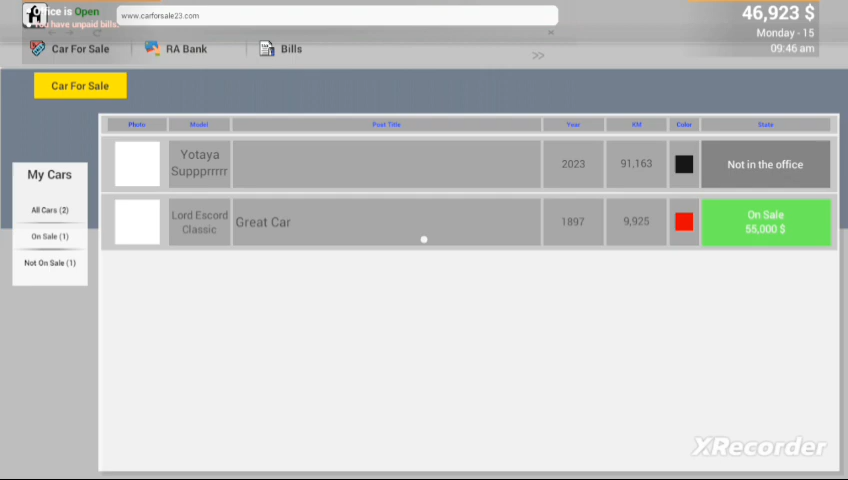 Office is Open
You have unpaid bills.
www.carforsale23.com
46,923 $
Monday - 15
09:46 am
Car For Sale
RA Bank
Bills
>>
Car For Sale
Photo Model Post Title Year KM Color State
Yotaya
Supppprrrrr
2023 91,163 Not in the office
Lord Escord
Classic
Great Car 1897 9,925
On Sale
55,000 $
My Cars
All Cars (2)
On Sale (1)
Not On Sale (1)
XRecorder